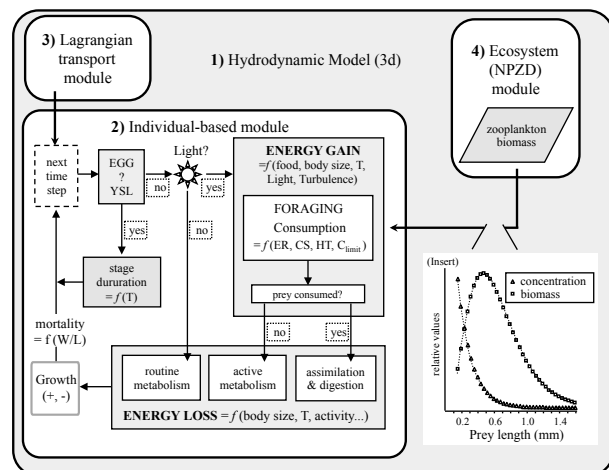 3) Lagrangian
transport
module
1) Hydrodynamic Model (3d)
4) Ecosystem
(NPZD)
module
zooplankton
biomass
2) Individual-based module
next
time
step
EGG
?
YSL
no
Light?
yes
ENERGY GAIN
=f(food, body size, T,
Light, Turbulence)
FORAGING
Consumption
= f (ER, CS, HT, Climit)
prey consumed?
yes
no
stage
dururation
= f(T)
no
yes
mortality
= f (W/L)
Growth
(+, -)
routine
metabolism
active
metabolism
assimilation
& digestion
ENERGY LOSS = f (body size, T, activity...)
(Insert)
concentration
biomass
relative values
0.2 0.6 1.0 1.4
Prey length (mm)